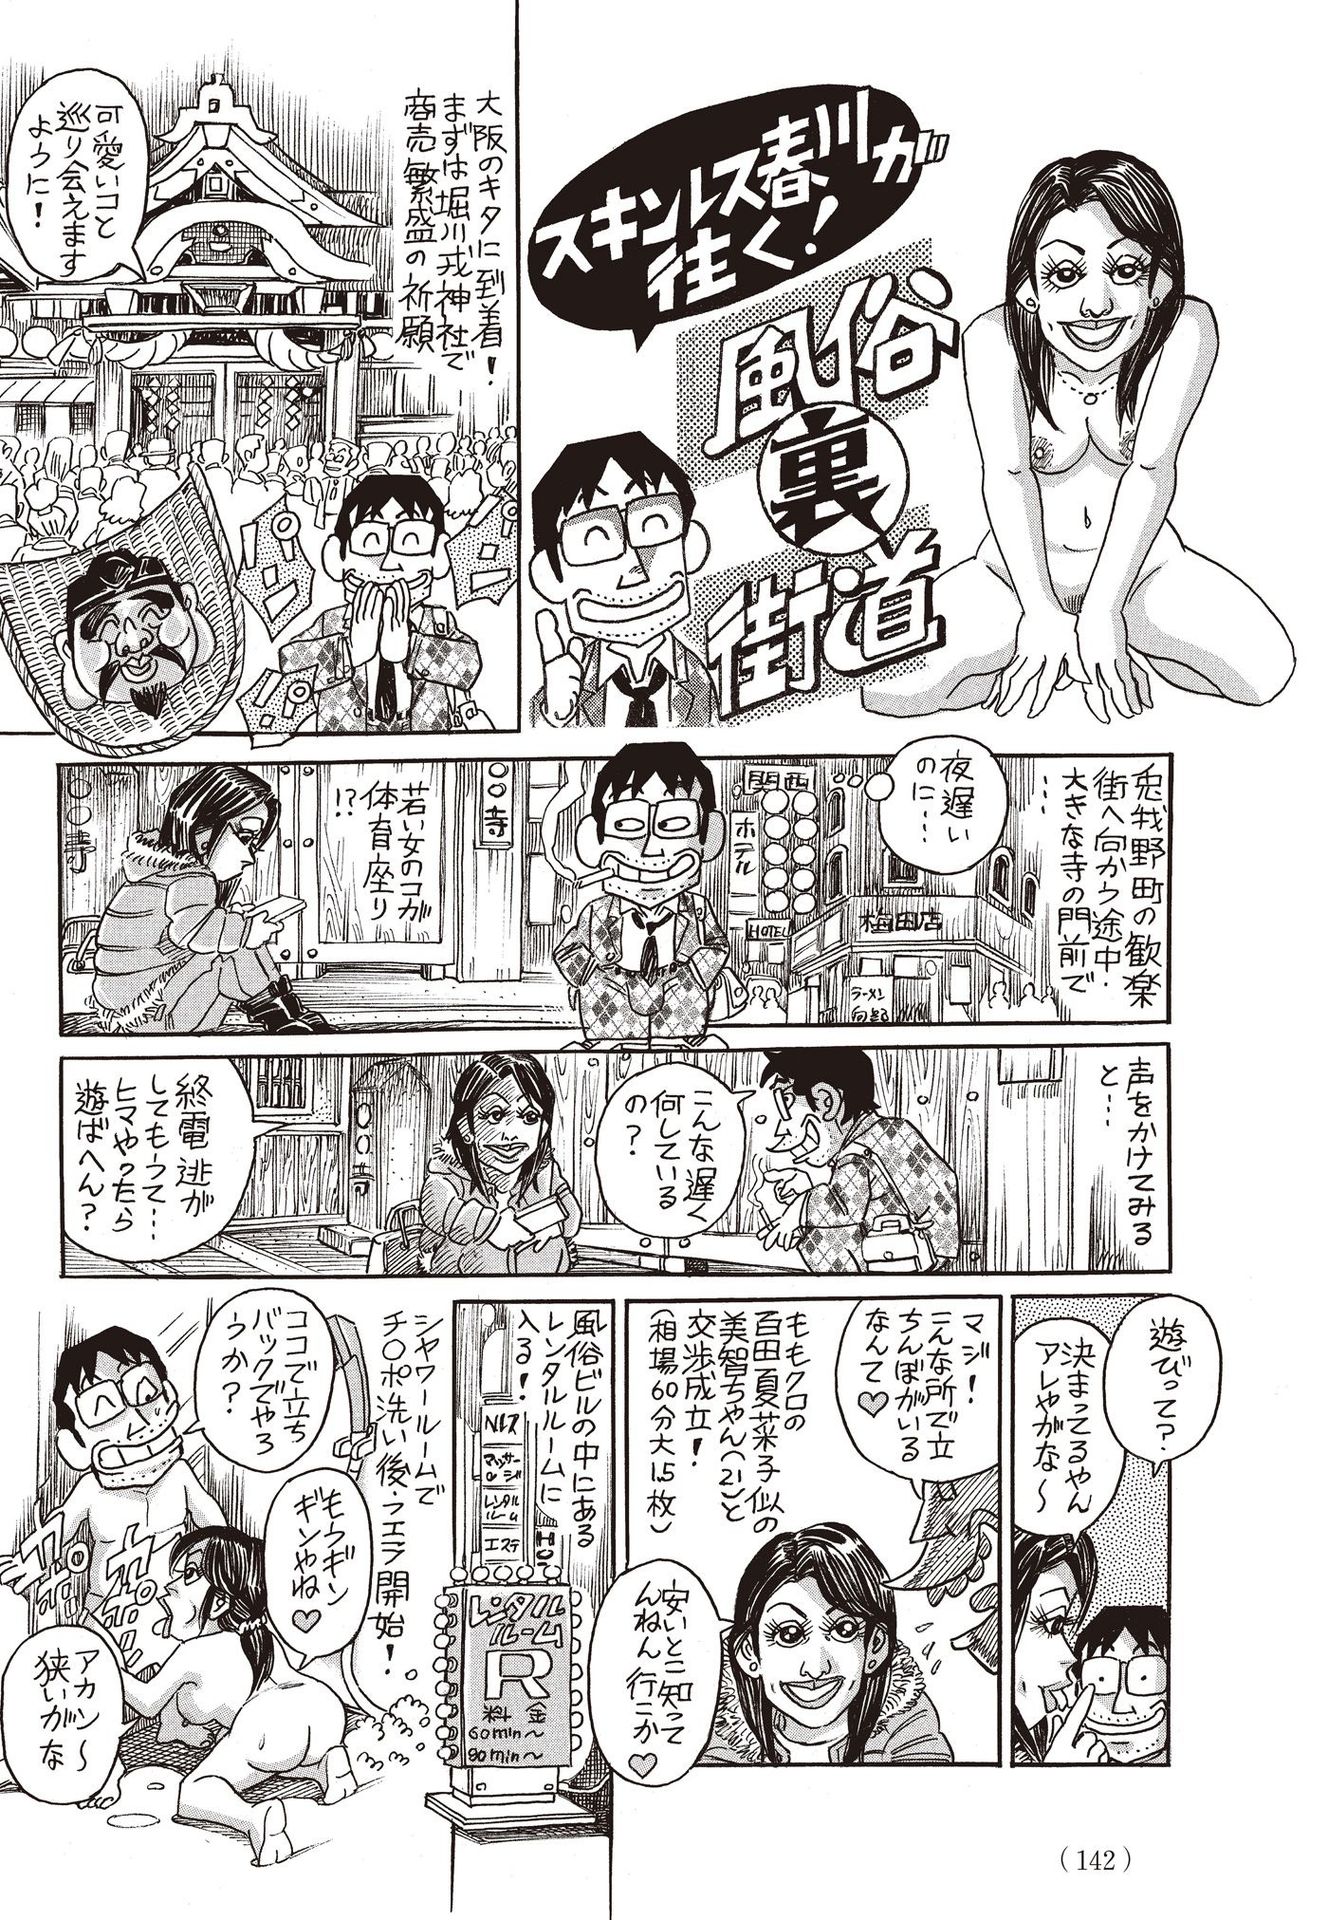 スキンレス春川が
往く！
風俗
裏
街道
大阪のキタに到着！
まずは堀川戎神社で
商売繁盛の祈願
可愛いコと
巡り会えます
ように！
パン
パン
兎我野町の歓楽
街へ向かう途中、
大きな寺の門前で
…
夜遅い
のに…
関西
ホテル
HOTEL
梅田店
ラーメン
〇〇寺
若い女のコが
体育座り
!?
声をかけてみる
と…
こんな遅く
何している
の？
終電逃が
してもうて…
ヒマやったら
遊ばへん？
遊びって？
決まってるやん
アレやがな〜
マジ！
こんな所で立
ちんぼがいる
なんて♡
ももクロの
百田夏菜子似の
美智ちゃん（21）と
交渉成立！
（相場60分大1.5枚）
安いとこ知って
んねん行こか
♡
風俗ビルの中にある
レンタルルームに
入る！
ヘルス
マッサージ
レンタル
ルーム
エステ
レンタル
ルーム
R
料金
60min〜
90min〜
シャワールームで
チ〇ポ洗い後、フェラ開始！
ココで立ち
バックでやろ
うか？
もうギン
ギンやね
♡
カポ
カポ
アカン〜
狭いがな
（142）